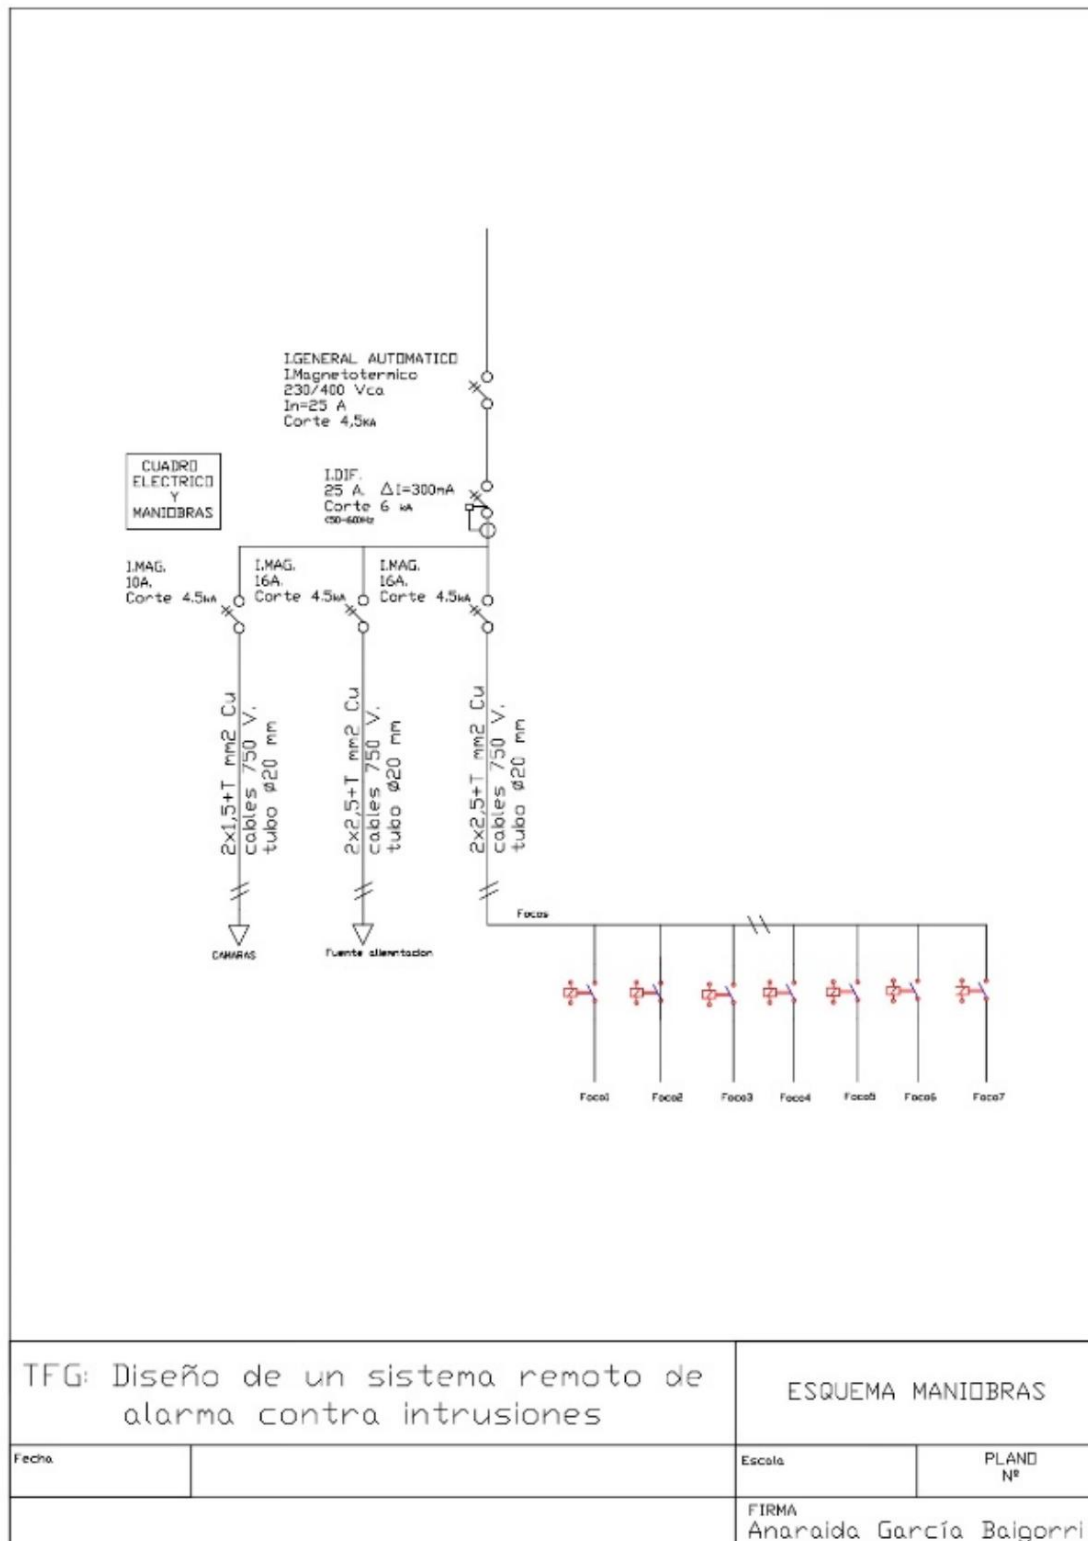 I.GENERAL AUTOMATICO
I.Magnetotermico
230/400 Vca
In=25 A
Corte 4,5kA
CUADRO
ELECTRICO
Y
MANIOBRAS
I.DIF.
25 A. ΔI=300mA
Corte 6 kA
I.MAG.
10A.
Corte 4.5kA
I.MAG.
16A.
Corte 4.5kA
I.MAG.
16A.
Corte 4.5kA
2x1,5+T mm2 Cu
cables 750 V.
tubo ø20 mm
2x2,5+T mm2 Cu
cables 750 V.
tubo ø20 mm
2x2,5+T mm2 Cu
cables 750 V.
tubo ø20 mm
CAMARAS
Fuente
Focos
Foco1
Foco2
Foco3
Foco4
Foco5
Foco6
Foco7
TFG: Diseño de un sistema remoto de
alarma contra intrusiones
ESQUEMA MANIOBRAS
Fecha
Escala
PLANO
Nº
FIRMA
Anaraida García Baigorri